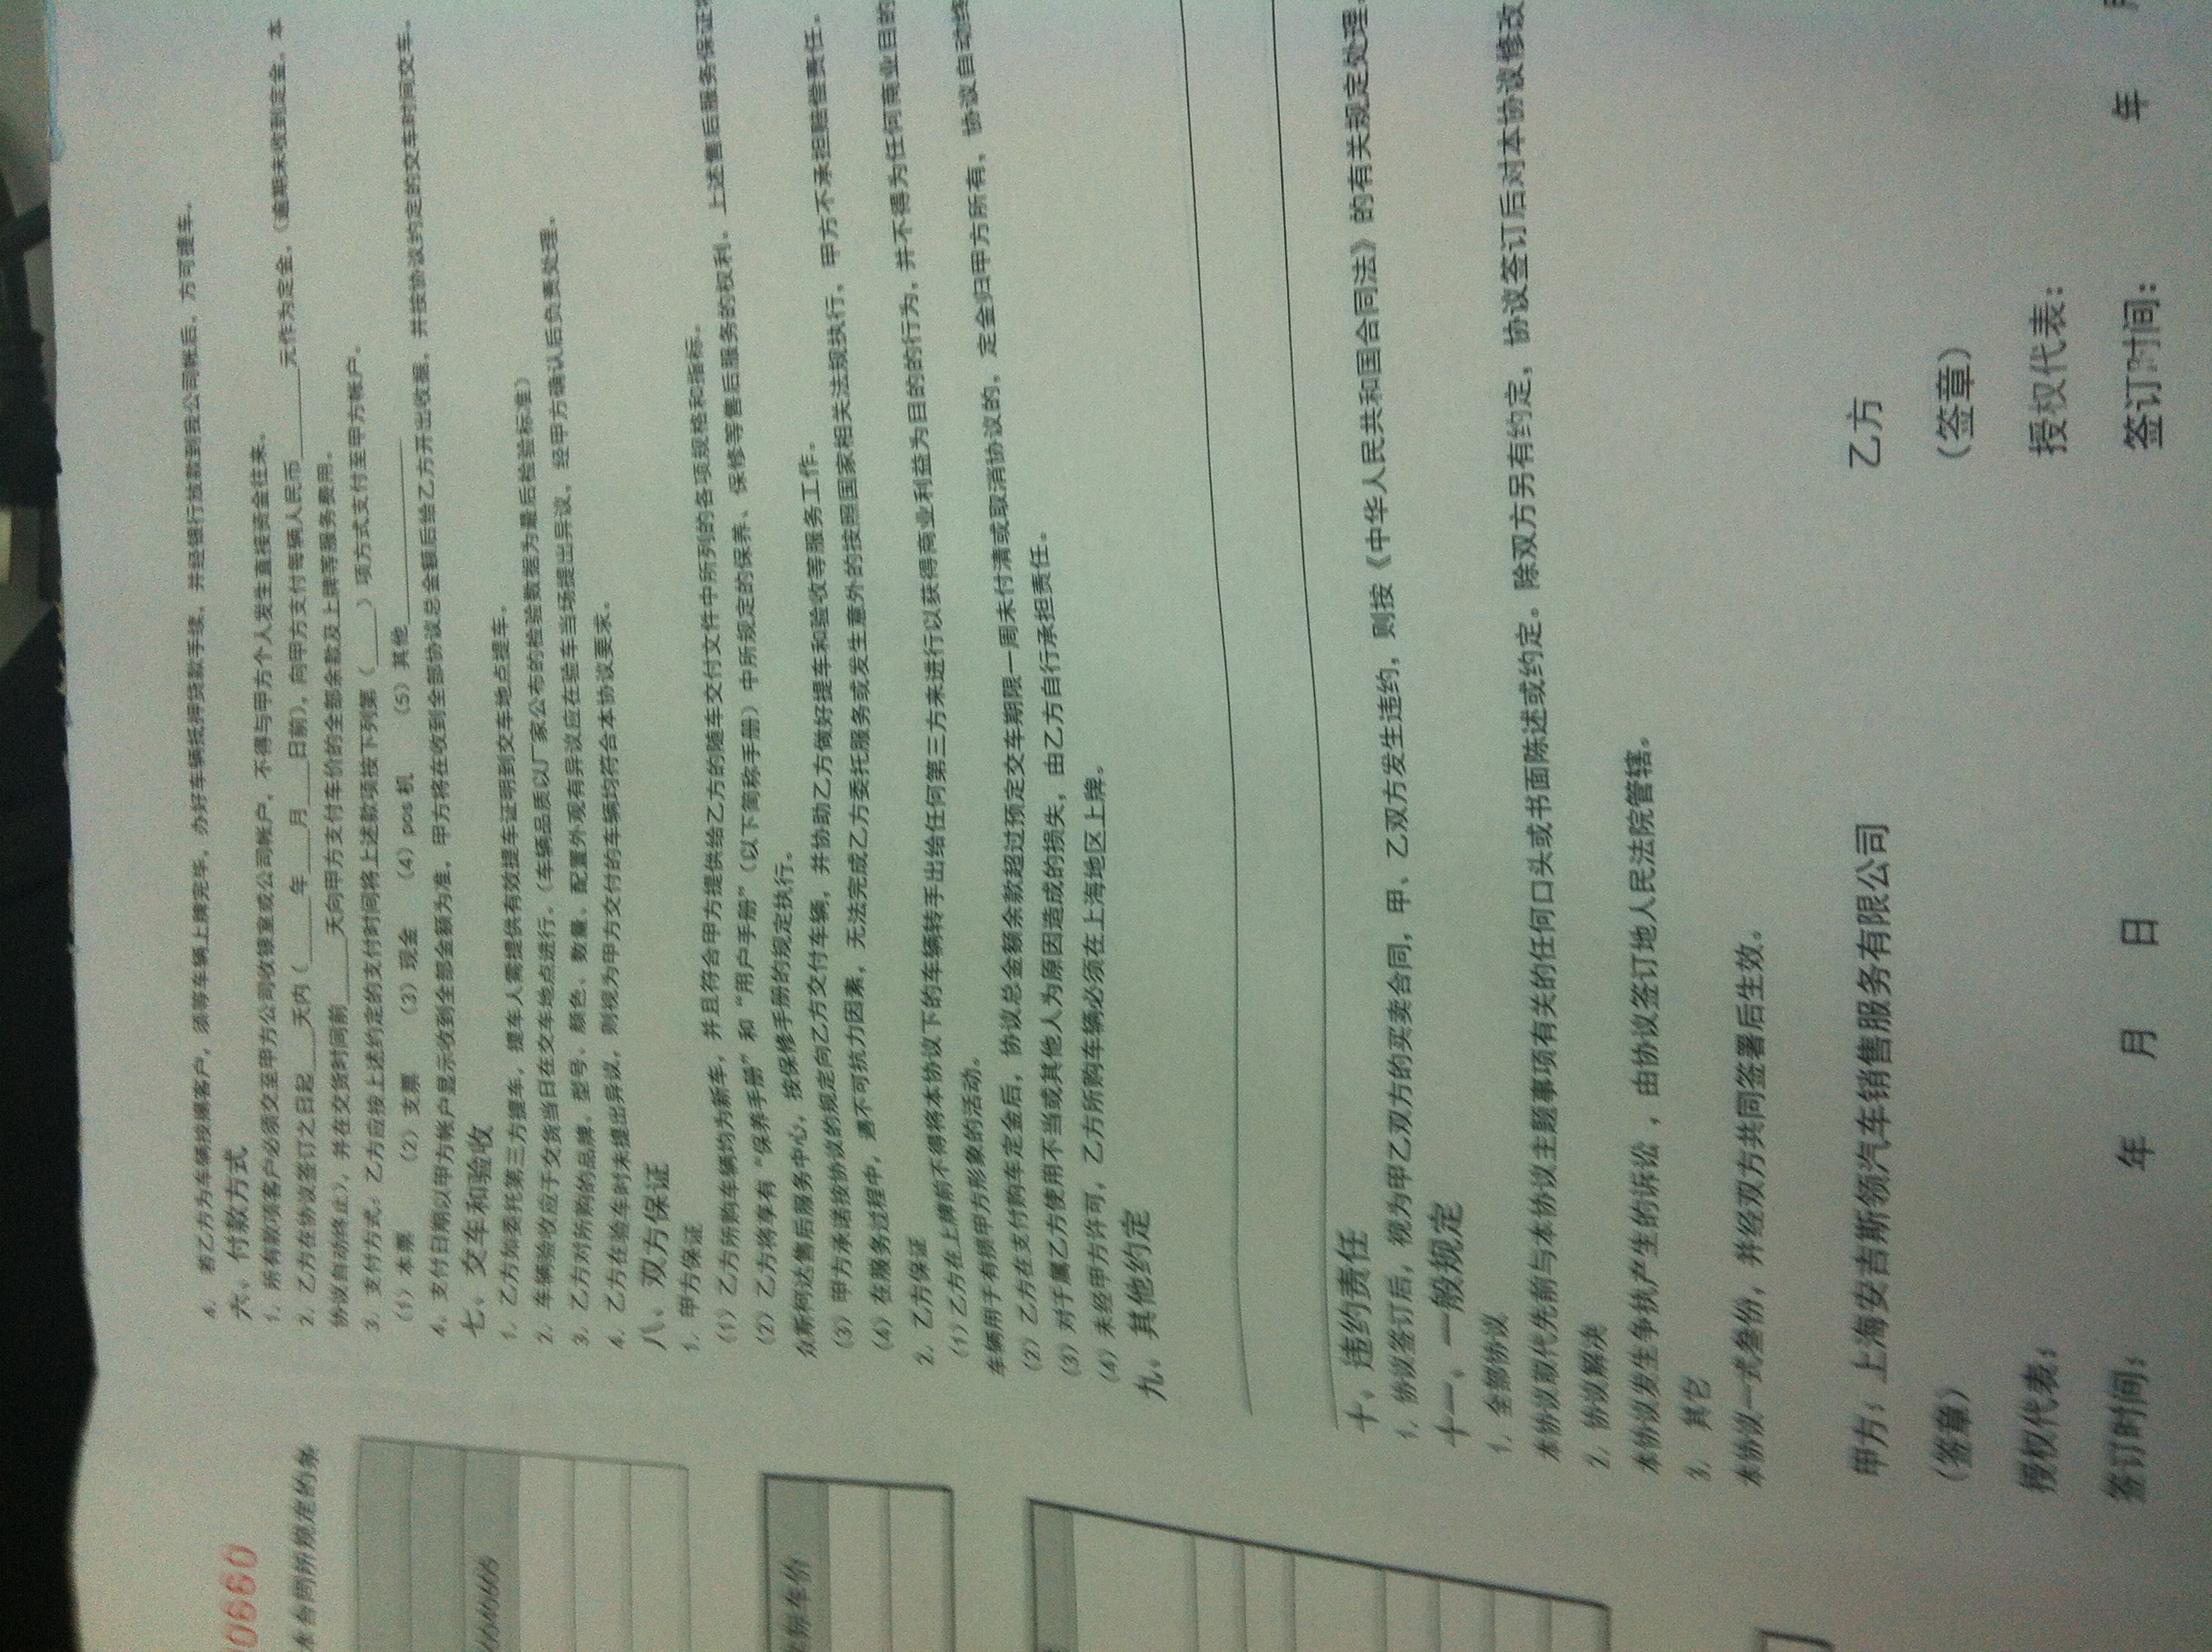 0660
本合同所规定的条
4、 若乙方为车辆按揭客户，须等车辆上牌完毕，办好车辆抵押贷款手续，并经银行放款到我公司帐后，方可提车。
六、付款方式
1、所有款项客户必须交至甲方公司收银室或公司帐户，不得与甲方个人发生直接资金往来。
2、乙方在协议签订之日起___天内（_____年___月___日前），向甲方支付每辆人民币_______元作为定金。（逾期未收到定金，本
协议自动终止），并在交货时间前_____天向甲方支付车价的全部余款及上牌等服务费用。
3、支付方式：乙方应按上述约定的支付时间将上述款项按下列第（____）项方式支付至甲方帐户。
（1）本票 （2）支票 （3）现金 （4）pos 机 （5）其他______________
4、支付日期以甲方帐户显示收到全部金额为准，甲方将在收到全部协议总金额后给乙方开出收据，并按协议约定的交车时间交车。
七、交车和验收
1、乙方如委托第三方提车，提车人需提供有效提车证明到交车地点提车。
2、车辆验收应于交货当日在交车地点进行。（车辆品质以厂家公布的检验数据为最后检验标准）
3、乙方对所购的品牌、型号、颜色、数量、配置外观有异议应在验车当场提出异议，经甲方确认后负责处理。
4、乙方在验车时未提出异议，则视为甲方交付的车辆均符合本协议要求。
八、双方保证
1、甲方保证
（1）乙方所购车辆均为新车，并且符合甲方提供给乙方的随车交付文件中所列的各项规格和指标。
（2）乙方将享有“保养手册”和“用户手册”（以下简称手册）中所规定的保养、保修等售后服务的权利。上述售后服务保证
众斯柯达售后服务中心，按保修手册的规定执行。
（3）甲方承诺按协议的规定向乙方交付车辆，并协助乙方做好提车和验收等服务工作。
（4）在服务过程中，遇不可抗力因素，无法完成乙方委托服务或发生意外的按照国家相关法规执行，甲方不承担赔偿责任。
2、乙方保证
（1）乙方在上牌前不得将本协议下的车辆转手出给任何第三方来进行以获得商业利益为目的的行为，并不得为任何商业目的
车辆用于有损甲方形象的活动。
（2）乙方在支付购车定金后，协议总金额余款超过预定交车期限一周未付清或取消协议的，定金归甲方所有，协议自动终
（3）对于属乙方使用不当或其他人为原因造成的损失，由乙方自行承担责任。
（4）未经甲方许可，乙方所购车辆必须在上海地区上牌。
九、其他约定
十、违约责任
1、协议签订后，视为甲乙双方的买卖合同，甲、乙双方发生违约，则按《中华人民共和国合同法》的有关规定处理
十一、一般规定
1、全部协议
本协议取代先前与本协议主题事项有关的任何口头或书面陈述或约定。除双方另有约定，协议签订后对本协议修改
2、协议解决
本协议发生争执产生的诉讼 ，由协议签订地人民法院管辖。
3、 其它
本协议一式叁份，并经双方共同签署后生效。
甲方：上海安吉斯领汽车销售服务有限公司 乙方
（签章） （签章）
授权代表： 授权代表：
签订时间： 年 月 日 签订时间： 年